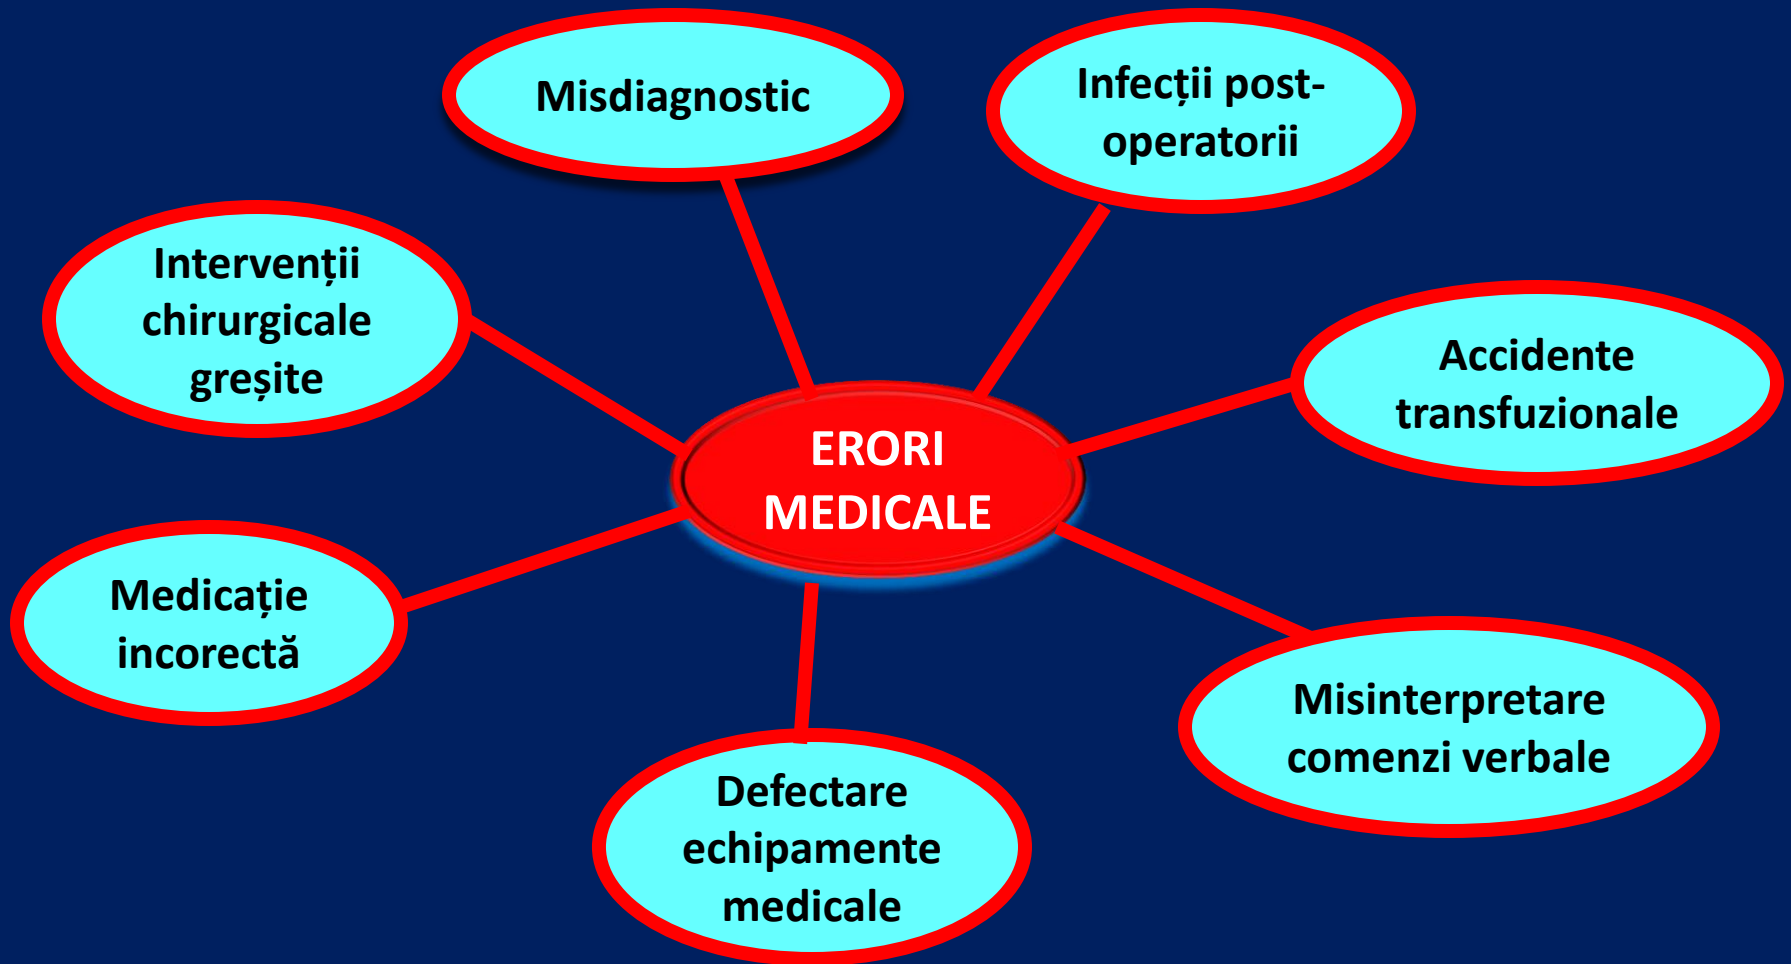 Misdiagnostic
Infecții post-
operatorii
Intervenții
chirurgicale
greșite
Accidente
transfuzionale
ERORI
MEDICALE
Medicație
incorectă
Misinterpretare
comenzi verbale
Defectare
echipamente
medicale